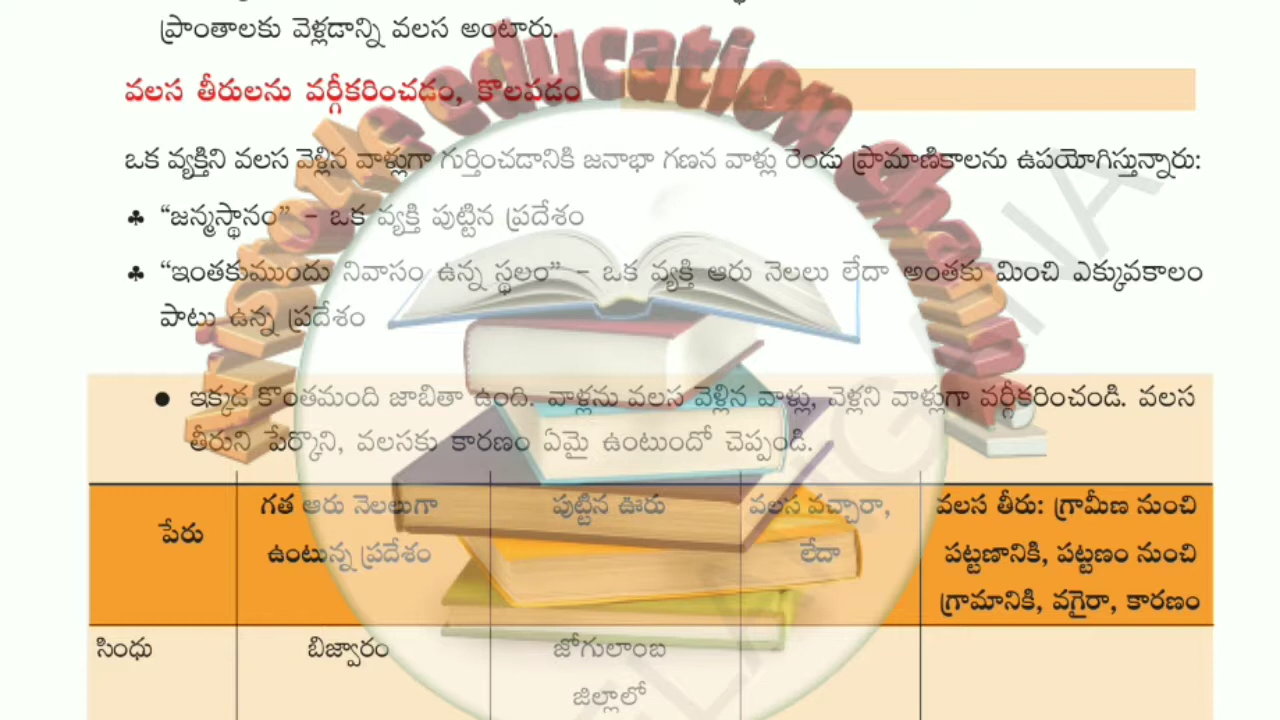 ప్రాంతాలకు వెళ్లడాన్ని వలస అంటారు.
వలస తీరులను వర్గీకరించడం, కొలవడం
ఒక వ్యక్తిని వలస వెళ్లిన వాళ్లుగా గుర్తించడానికి జనాభా గణన వాళ్లు రెండు ప్రామాణికాలను ఉపయోగిస్తున్నారు:
♣ “జన్మస్థానం” – ఒక వ్యక్తి పుట్టిన ప్రదేశం
♣ “ఇంతకుముందు నివాసం ఉన్న స్థలం” – ఒక వ్యక్తి ఆరు నెలలు లేదా అంతకు మించి ఎక్కువకాలం
పాటు ఉన్న ప్రదేశం
● ఇక్కడ కొంతమంది జాబితా ఉంది. వాళ్లను వలస వెళ్లిన వాళ్లు, వెళ్లని వాళ్లుగా వర్గీకరించండి. వలస
తీరుని పేర్కొని, వలసకు కారణం ఏమై ఉంటుందో చెప్పండి.
పేరు
గత ఆరు నెలలుగా
ఉంటున్న ప్రదేశం
పుట్టిన ఊరు
వలస వచ్చారా,
లేదా
వలస తీరు: గ్రామీణ నుంచి
పట్టణానికి, పట్టణం నుంచి
గ్రామానికి, వగైరా, కారణం
సింధు
బిజ్వారం
జోగులాంబ
జిల్లాలో
education